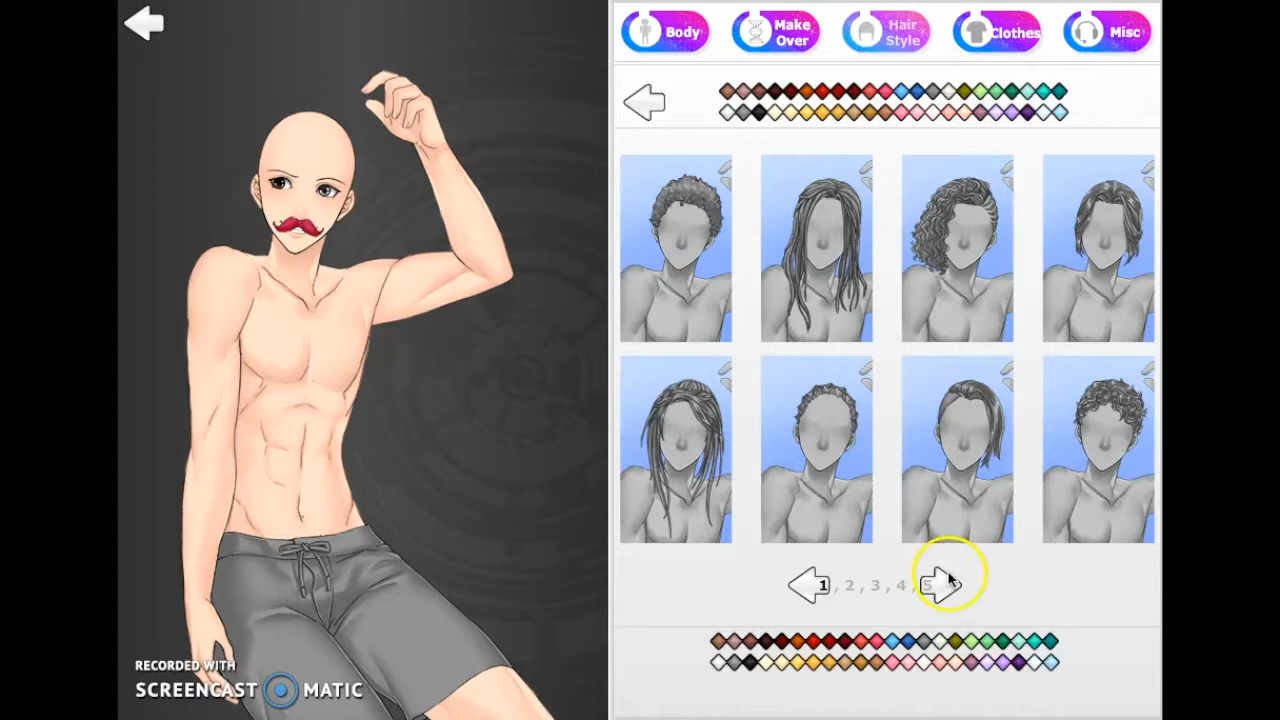 Body
Make
Over
Hair
Style
Clothes
Misc
1 , 2 , 3 , 4 , 5
RECORDED WITH
SCREENCAST MATIC